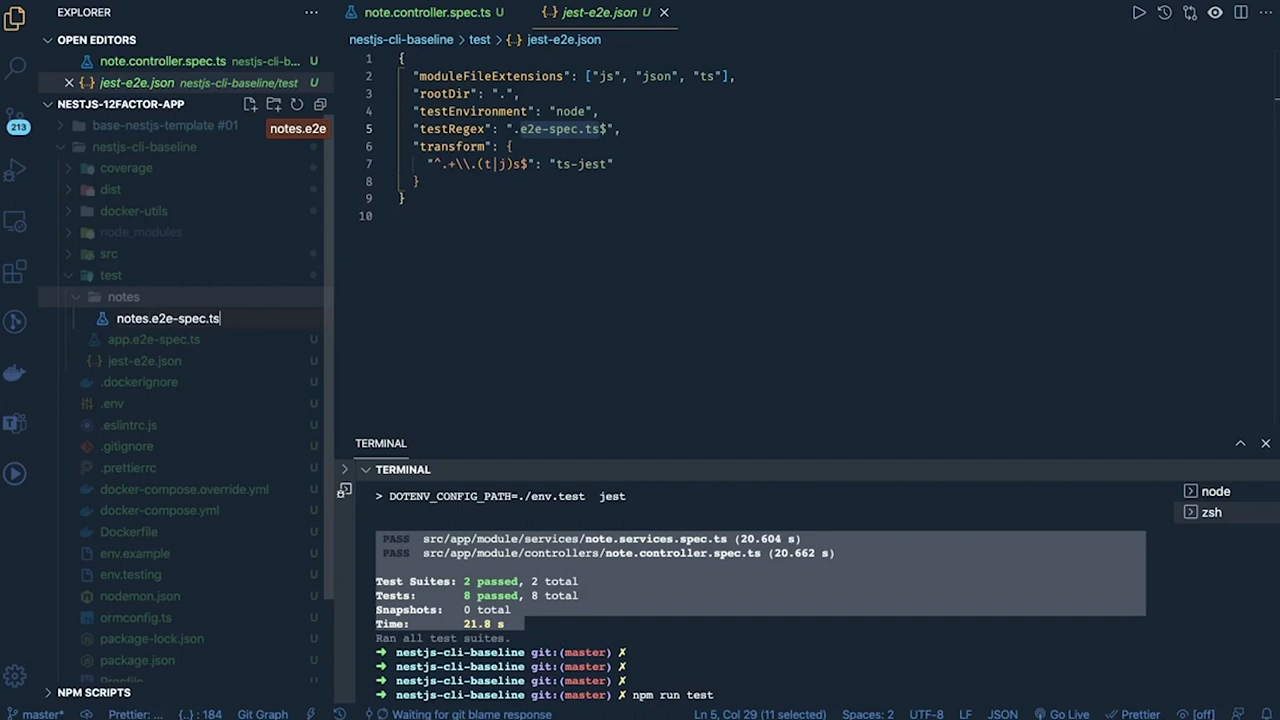 EXPLORER
OPEN EDITORS
note.controller.spec.ts nestjs-cli-b... U
jest-e2e.json nestjs-cli-baseline/test U
NESTJS-12FACTOR-APP
213
base-nestjs-template #01
notes.e2e
nestjs-cli-baseline
coverage
dist
docker-utils
node_modules
src
test
notes
notes.e2e-spec.ts
app.e2e-spec.ts U
jest-e2e.json U
.dockerignore U
.env U
.eslintrc.js U
.gitignore U
.prettierrc U
docker-compose.override.yml U
docker-compose.yml U
Dockerfile U
env.example U
env.testing U
nodemon.json U
ormconfig.ts U
package-lock.json U
package.json U
Procfile
NPM SCRIPTS
note.controller.spec.ts U
jest-e2e.json
nestjs-cli-baseline > test > {..} jest-e2e.json
1 {
2 "moduleFileExtensions": ["js", "json", "ts"],
3 "rootDir": ".",
4 "testEnvironment": "node",
5 "testRegex": ".e2e-spec.ts$",
6 "transform": {
7 "^.+\\.(t|j)s$": "ts-jest"
8 }
9 }
10
TERMINAL
TERMINAL
> DOTENV_CONFIG_PATH=./env.test jest
PASS src/app/module/services/note.services.spec.ts (20.604 s)
PASS src/app/module/controllers/note.controller.spec.ts (20.662 s)
Test Suites: 2 passed, 2 total
Tests: 8 passed, 8 total
Snapshots: 0 total
Time: 21.8 s
Ran all test suites.
➜ nestjs-cli-baseline git:(master) ✗
➜ nestjs-cli-baseline git:(master) ✗
➜ nestjs-cli-baseline git:(master) ✗
➜ nestjs-cli-baseline git:(master) ✗ npm run test
node
zsh
master* Prettier: ... {..} : 184 Git Graph Waiting for git blame response Ln 5, Col 29 (11 selected) Spaces: 2 UTF-8 LF JSON Go Live Prettier [off]